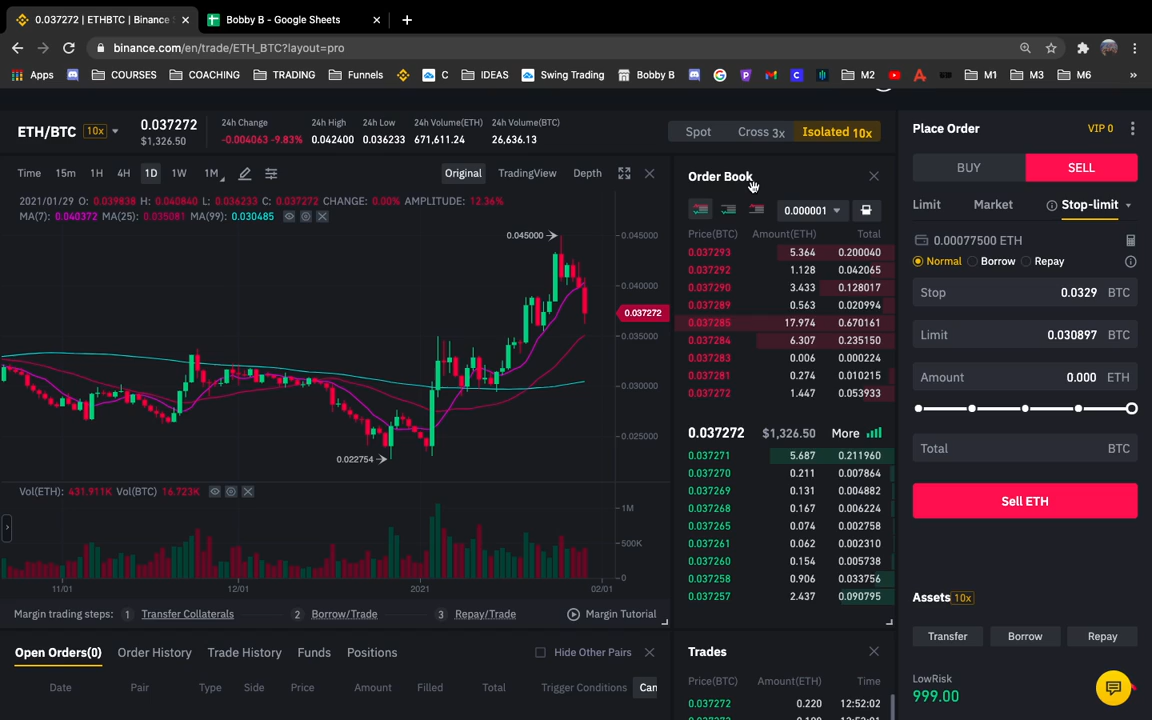 0.037272 | ETHBTC | Binance
Bobby B - Google Sheets
binance.com/en/trade/ETH_BTC?layout=pro
Apps COURSES COACHING TRADING Funnels C IDEAS Swing Trading Bobby B M2 M1 M3 M6 »
ETH/BTC 10x 0.037272 $1,326.50
24h Change -0.004063 -9.83%
24h High 0.042400
24h Low 0.036233
24h Volume(ETH) 671,611.24
24h Volume(BTC) 26,636.13
Spot Cross 3x Isolated 10x
Time 15m 1H 4H 1D 1W 1M Original TradingView Depth
2021/01/29 O: 0.039838 H: 0.040840 L: 0.036233 C: 0.037272 CHANGE: 0.00% AMPLITUDE: 12.36%
MA(7): 0.040372 MA(25): 0.035081 MA(99): 0.030485
0.045000
0.045000
0.040000
0.037272
0.035000
0.030000
0.025000
0.022754
Vol(ETH): 431.911K Vol(BTC) 16.723K
1M
500K
0
11/01 12/01 2021 02/01
Margin trading steps: 1 Transfer Collaterals 2 Borrow/Trade 3 Repay/Trade Margin Tutorial
Open Orders(0) Order History Trade History Funds Positions Hide Other Pairs
Date Pair Type Side Price Amount Filled Total Trigger Conditions Can
Order Book
0.000001
Price(BTC) Amount(ETH) Total
0.037293 5.364 0.200040
0.037292 1.128 0.042065
0.037290 3.433 0.128017
0.037289 0.563 0.020994
0.037285 17.974 0.670161
0.037284 6.307 0.235150
0.037283 0.006 0.000224
0.037281 0.274 0.010215
0.037272 1.447 0.053933
0.037272 $1,326.50 More
0.037271 5.687 0.211960
0.037270 0.211 0.007864
0.037269 0.131 0.004882
0.037268 0.167 0.006224
0.037265 0.074 0.002758
0.037261 0.062 0.002310
0.037260 0.154 0.005738
0.037258 0.906 0.033756
0.037257 2.437 0.090795
Trades
Price(BTC) Amount(ETH) Time
0.037272 0.220 12:52:02
Place Order VIP 0
BUY SELL
Limit Market Stop-limit
0.00077500 ETH
Normal Borrow Repay
Stop 0.0329 BTC
Limit 0.030897 BTC
Amount 0.000 ETH
Total BTC
Sell ETH
Assets 10x
Transfer Borrow Repay
LowRisk
999.00